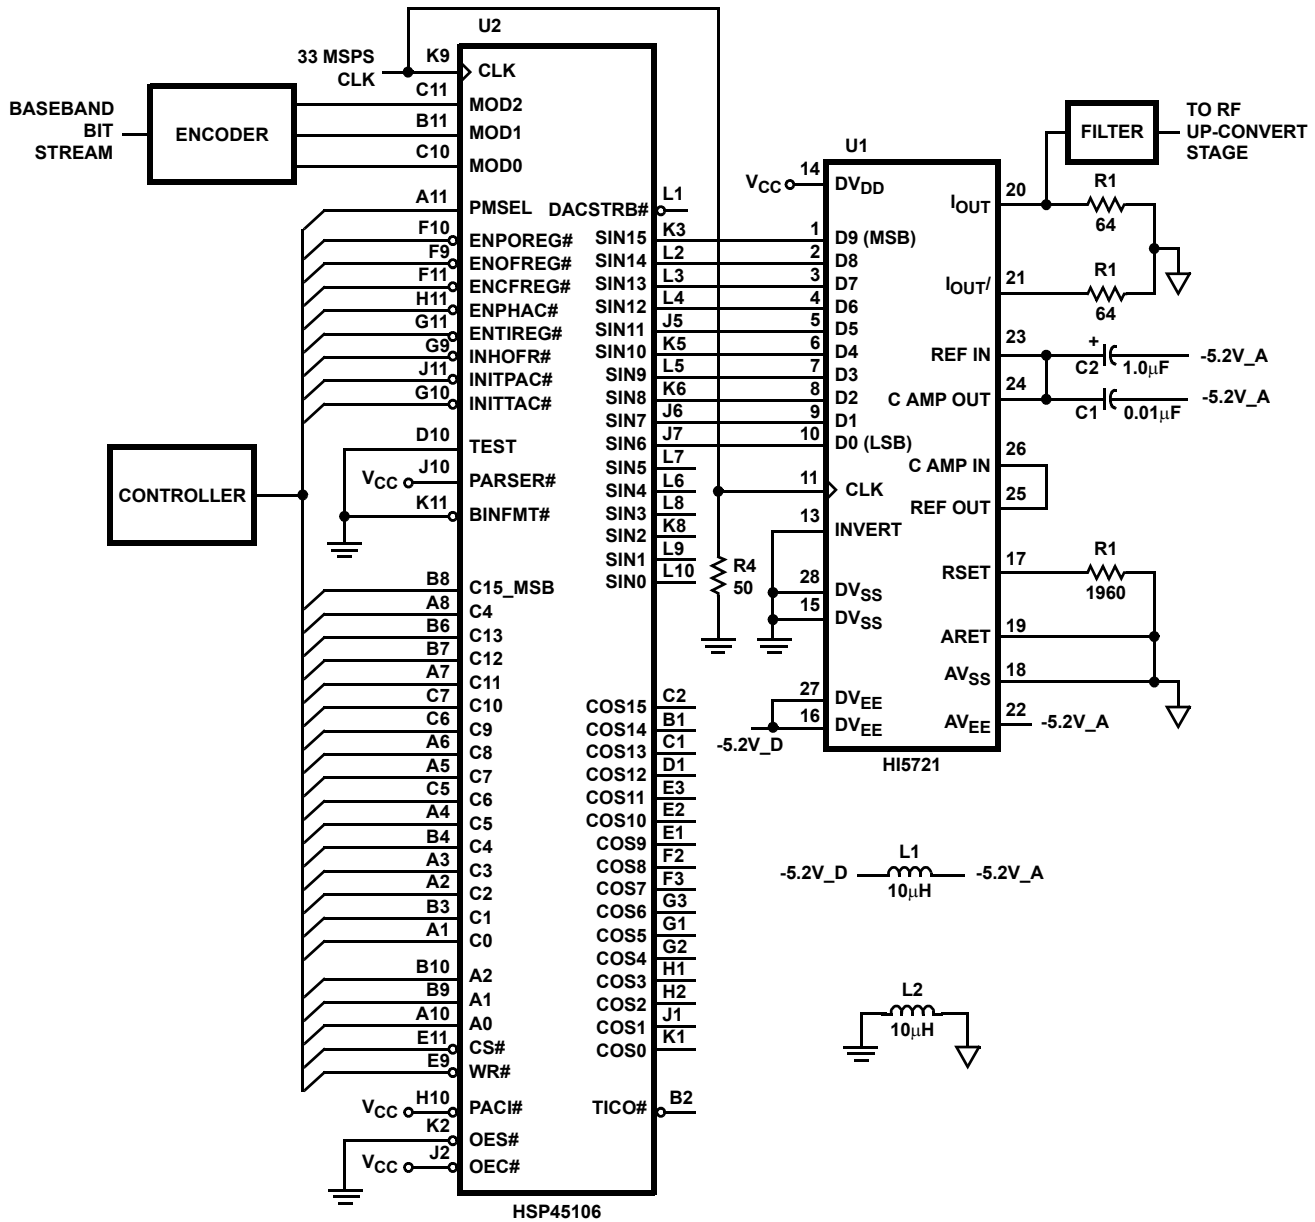 U2
33 MSPS
CLK
K9
CLK
BASEBAND
BIT
STREAM
ENCODER
C11
MOD2
B11
MOD1
C10
MOD0
A11
PMSEL
F10
ENPOREG#
F9
ENOFREG#
F11
ENCFREG#
H11
ENPHAC#
G11
ENTIREG#
G9
INHOFR#
J11
INITPAC#
G10
INITTAC#
D10
TEST
VCC
J10
PARSER#
K11
BINFMT#
CONTROLLER
B8
C15_MSB
A8
C4
B6
C13
B7
C12
A7
C11
C7
C10
C6
C9
A6
C8
A5
C7
C5
C6
A4
C5
B4
C4
A3
C3
A2
C2
B3
C1
A1
C0
B10
A2
B9
A1
A10
A0
E11
CS#
E9
WR#
VCC
H10
PACI#
K2
OES#
VCC
J2
OEC#
DACSTRB#
L1
SIN15
K3
SIN14
L2
SIN13
L3
SIN12
L4
SIN11
J5
SIN10
K5
SIN9
L5
SIN8
K6
SIN7
J6
SIN6
J7
SIN5
L7
SIN4
L6
SIN3
L8
SIN2
K8
SIN1
L9
SIN0
L10
COS15
C2
COS14
B1
COS13
C1
COS12
D1
COS11
E3
COS10
E2
COS9
E1
COS8
F2
COS7
F3
COS6
G3
COS5
G1
COS4
G2
COS3
H1
COS2
H2
COS1
J1
COS0
K1
TICO#
B2
HSP45106
R4
50
U1
VCC
14
DVDD
1
D9 (MSB)
2
D8
3
D7
4
D6
5
D5
6
D4
7
D3
8
D2
9
D1
10
D0 (LSB)
11
CLK
13
INVERT
28
DVSS
15
DVSS
27
DVEE
16
DVEE
-5.2V_D
FILTER
TO RF
UP-CONVERT
STAGE
IOUT
20
R1
64
IOUT/
21
R1
64
REF IN
23
+
C2
1.0μF
-5.2V_A
C AMP OUT
24
C1
0.01μF
-5.2V_A
C AMP IN
26
REF OUT
25
RSET
17
R1
1960
ARET
19
AVSS
18
AVEE
22
-5.2V_A
HI5721
L1
-5.2V_D
-5.2V_A
10μH
L2
10μH